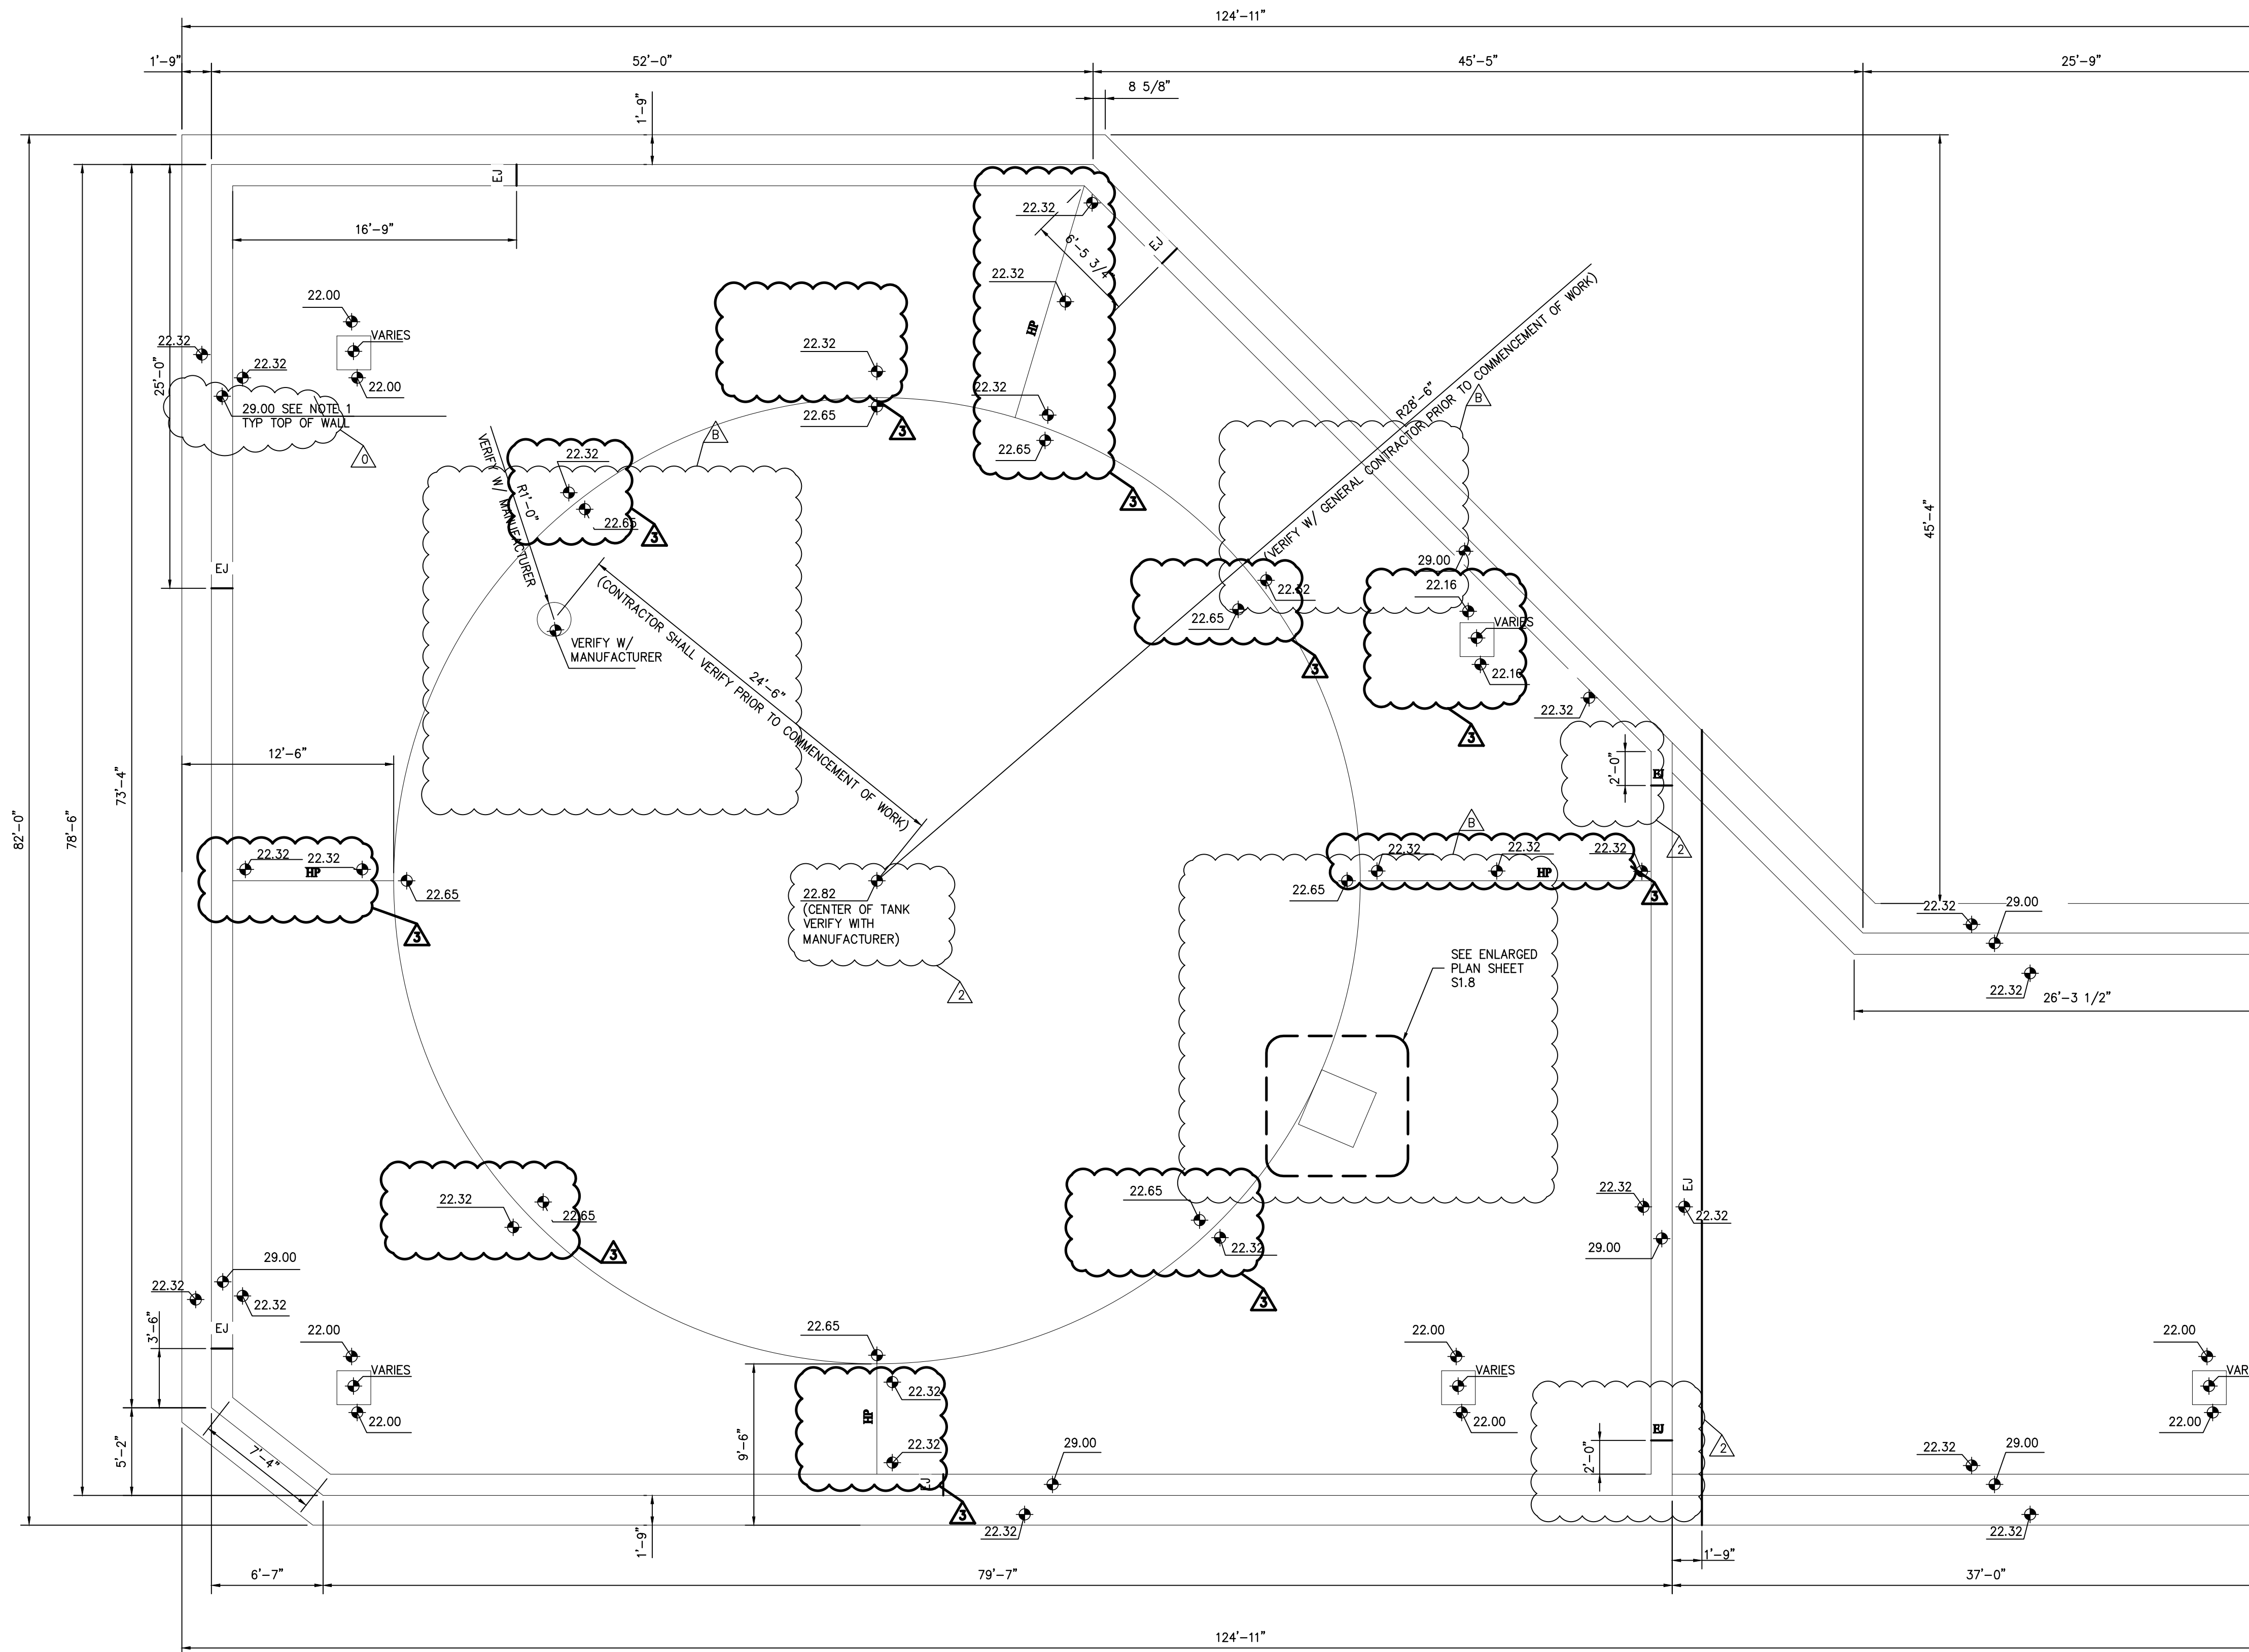 124'-11"
1'-9"
52'-0"
45'-5"
25'-9"
8 5/8"
1'-9"
EJ
16'-9"
22.32
6'-5 3/4"
EJ
22.32
HP
22.00
VARIES
22.32
22.32
22.00
25'-0"
29.00 SEE NOTE 1
TYP TOP OF WALL
0
22.32
22.65
3
22.32
22.65
3
R28'-6"
(VERIFY W/ GENERAL CONTRACTOR PRIOR TO COMMENCEMENT OF WORK)
B
B
22.32
22.65
3
R1'-0"
VERIFY W/ MANUFACTURER
45'-4"
EJ
VERIFY W/
MANUFACTURER
24'-6"
(CONTRACTOR SHALL VERIFY PRIOR TO COMMENCEMENT OF WORK)
22.32
22.65
3
29.00
22.16
VARIES
22.16
3
22.32
2'-0"
EJ
2
12'-6"
73'-4"
78'-6"
82'-0"
22.32
22.32
HP
22.65
3
22.82
(CENTER OF TANK
VERIFY WITH
MANUFACTURER)
2
B
22.32
22.32
22.32
HP
22.65
3
22.32
29.00
22.32
26'-3 1/2"
SEE ENLARGED
PLAN SHEET
S1.8
22.32
22.65
3
22.65
22.32
3
22.32
EJ
22.32
29.00
29.00
22.32
22.32
EJ
3'-6"
22.00
VARIES
22.00
22.65
22.32
HP
22.32
EJ
3
9'-6"
29.00
22.32
22.00
VARIES
22.00
EJ
2'-0"
2
22.00
VAR
22.00
22.32
29.00
22.32
5'-2"
7'-4"
1'-9"
1'-9"
6'-7"
79'-7"
37'-0"
124'-11"